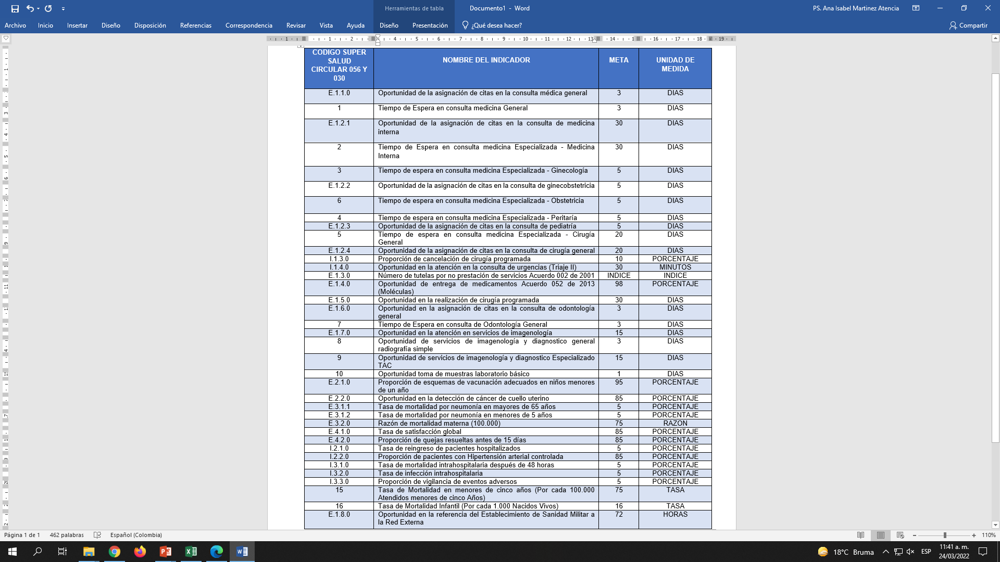 Herramientas de tabla
Documento1 - Word
PS. Ana Isabel Martinez Atencia
Archivo Inicio Insertar Diseño Disposición Referencias Correspondencia Revisar Vista Ayuda Diseño Presentación ¿Qué desea hacer? Compartir
1 1 2 4 5 6 7 8 9 10 11 12 13 14 1 16 17 18 19
CODIGO SUPER
SALUD
CIRCULAR 056 Y
030
NOMBRE DEL INDICADOR
META
UNIDAD DE
MEDIDA
E.1.1.0 Oportunidad de la asignación de citas en la consulta médica general 3 DIAS
1 Tiempo de Espera en consulta medicina General 3 DIAS
E.1.2.1 Oportunidad de la asignación de citas en la consulta de medicina 30 DIAS
interna
2 Tiempo de Espera en consulta medicina Especializada - Medicina 30 DIAS
Interna
3 Tiempo de espera en consulta medicina Especializada - Ginecología 5 DIAS
E.1.2.2 Oportunidad de la asignación de citas en la consulta de ginecobstetricia 5 DIAS
6 Tiempo de espera en consulta medicina Especializada - Obstetricia 5 DIAS
4 Tiempo de espera en consulta medicina Especializada - Peritaría 5 DIAS
E.1.2.3 Oportunidad de la asignación de citas en la consulta de pediatría 5 DIAS
5 Tiempo de espera en consulta medicina Especializada - Cirugía 20 DIAS
General
E.1.2.4 Oportunidad de la asignación de citas en la consulta de cirugía general 20 DIAS
I.1.3.0 Proporción de cancelación de cirugía programada 10 PORCENTAJE
I.1.4.0 Oportunidad en la atención en la consulta de urgencias (Triaje II) 30 MINUTOS
E.1.3.0 Número de tutelas por no prestación de servicios Acuerdo 002 de 2001 INDICE INDICE
E.1.4.0 Oportunidad de entrega de medicamentos Acuerdo 052 de 2013 98 PORCENTAJE
(Moléculas)
E.1.5.0 Oportunidad en la realización de cirugía programada 30 DIAS
E.1.6.0 Oportunidad en la asignación de citas en la consulta de odontología 3 DIAS
general
7 Tiempo de Espera en consulta de Odontología General 3 DIAS
E.1.7.0 Oportunidad en la atención en servicios de imagenología 15 DIAS
8 Oportunidad de servicios de imagenología y diagnostico general 3 DIAS
radiografía simple
9 Oportunidad de servicios de imagenología y diagnostico Especializado 15 DIAS
TAC
10 Oportunidad toma de muestras laboratorio básico 1 DIAS
E.2.1.0 Proporción de esquemas de vacunación adecuados en niños menores 95 PORCENTAJE
de un año
E.2.2.0 Oportunidad en la detección de cáncer de cuello uterino 85 PORCENTAJE
E.3.1.1 Tasa de mortalidad por neumonía en mayores de 65 años 5 PORCENTAJE
E.3.1.2 Tasa de mortalidad por neumonía en menores de 5 años 5 PORCENTAJE
E.3.2.0 Razón de mortalidad materna (100.000) 75 RAZON
E.4.1.0 Tasa de satisfacción global 85 PORCENTAJE
E.4.2.0 Proporción de quejas resueltas antes de 15 días 85 PORCENTAJE
I.2.1.0 Tasa de reingreso de pacientes hospitalizados 5 PORCENTAJE
I.2.2.0 Proporción de pacientes con Hipertensión arterial controlada 85 PORCENTAJE
I.3.1.0 Tasa de mortalidad intrahospitalaria después de 48 horas 5 PORCENTAJE
I.3.2.0 Tasa de infección intrahospitalaria 5 PORCENTAJE
I.3.3.0 Proporción de vigilancia de eventos adversos 5 PORCENTAJE
15 Tasa de Mortalidad en menores de cinco años (Por cada 100.000 75 TASA
Atendidos menores de cinco Años)
16 Tasa de Mortalidad Infantil (Por cada 1.000 Nacidos Vivos) 16 TASA
E.1.8.0 Oportunidad en la referencia del Establecimiento de Sanidad Militar a 72 HORAS
la Red Externa
Página 1 de 1 462 palabras Español (Colombia) 110%
18°C Bruma ESP
11:41 a. m.
24/03/2022